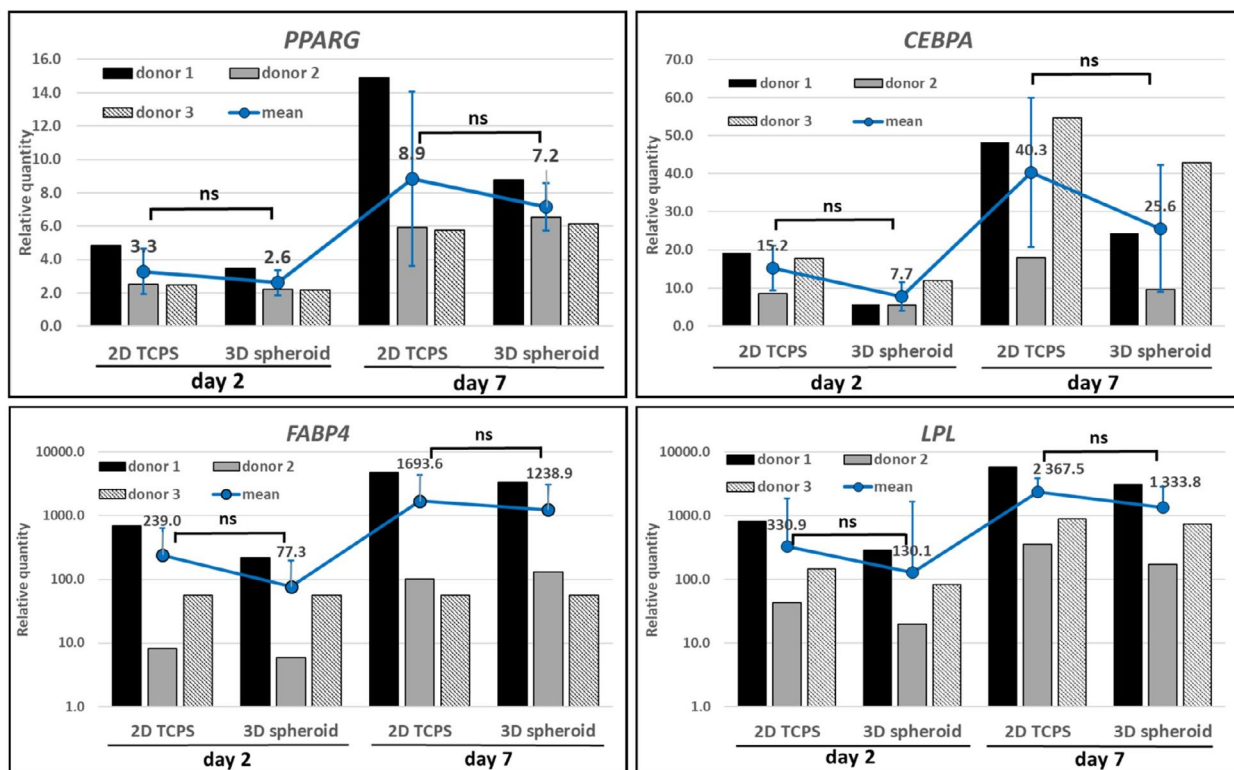 PPARG
16.0
14.0
12.0
10.0
8.0
6.0
4.0
2.0
0.0
Relative quantity
donor 1 donor 2
donor 3 mean
ns
ns
3.3
2.6
8.9
7.2
2D TCPS 3D spheroid 2D TCPS 3D spheroid
day 2 day 7
CEBPA
70.0
60.0
50.0
40.0
30.0
20.0
10.0
0.0
Relative quantity
donor 1 donor 2
donor 3 mean
ns
ns
15.2
7.7
40.3
25.6
2D TCPS 3D spheroid 2D TCPS 3D spheroid
day 2 day 7
FABP4
10000.0
1000.0
100.0
10.0
1.0
Relative quantity
donor 1 donor 2
donor 3 mean
ns
ns
239.0
77.3
1693.6
1238.9
2D TCPS 3D spheroid 2D TCPS 3D spheroid
day 2 day 7
LPL
10000.0
1000.0
100.0
10.0
1.0
Relative quantity
donor 1 donor 2
donor 3 mean
ns
ns
330.9
130.1
2 367.5
1 333.8
2D TCPS 3D spheroid 2D TCPS 3D spheroid
day 2 day 7